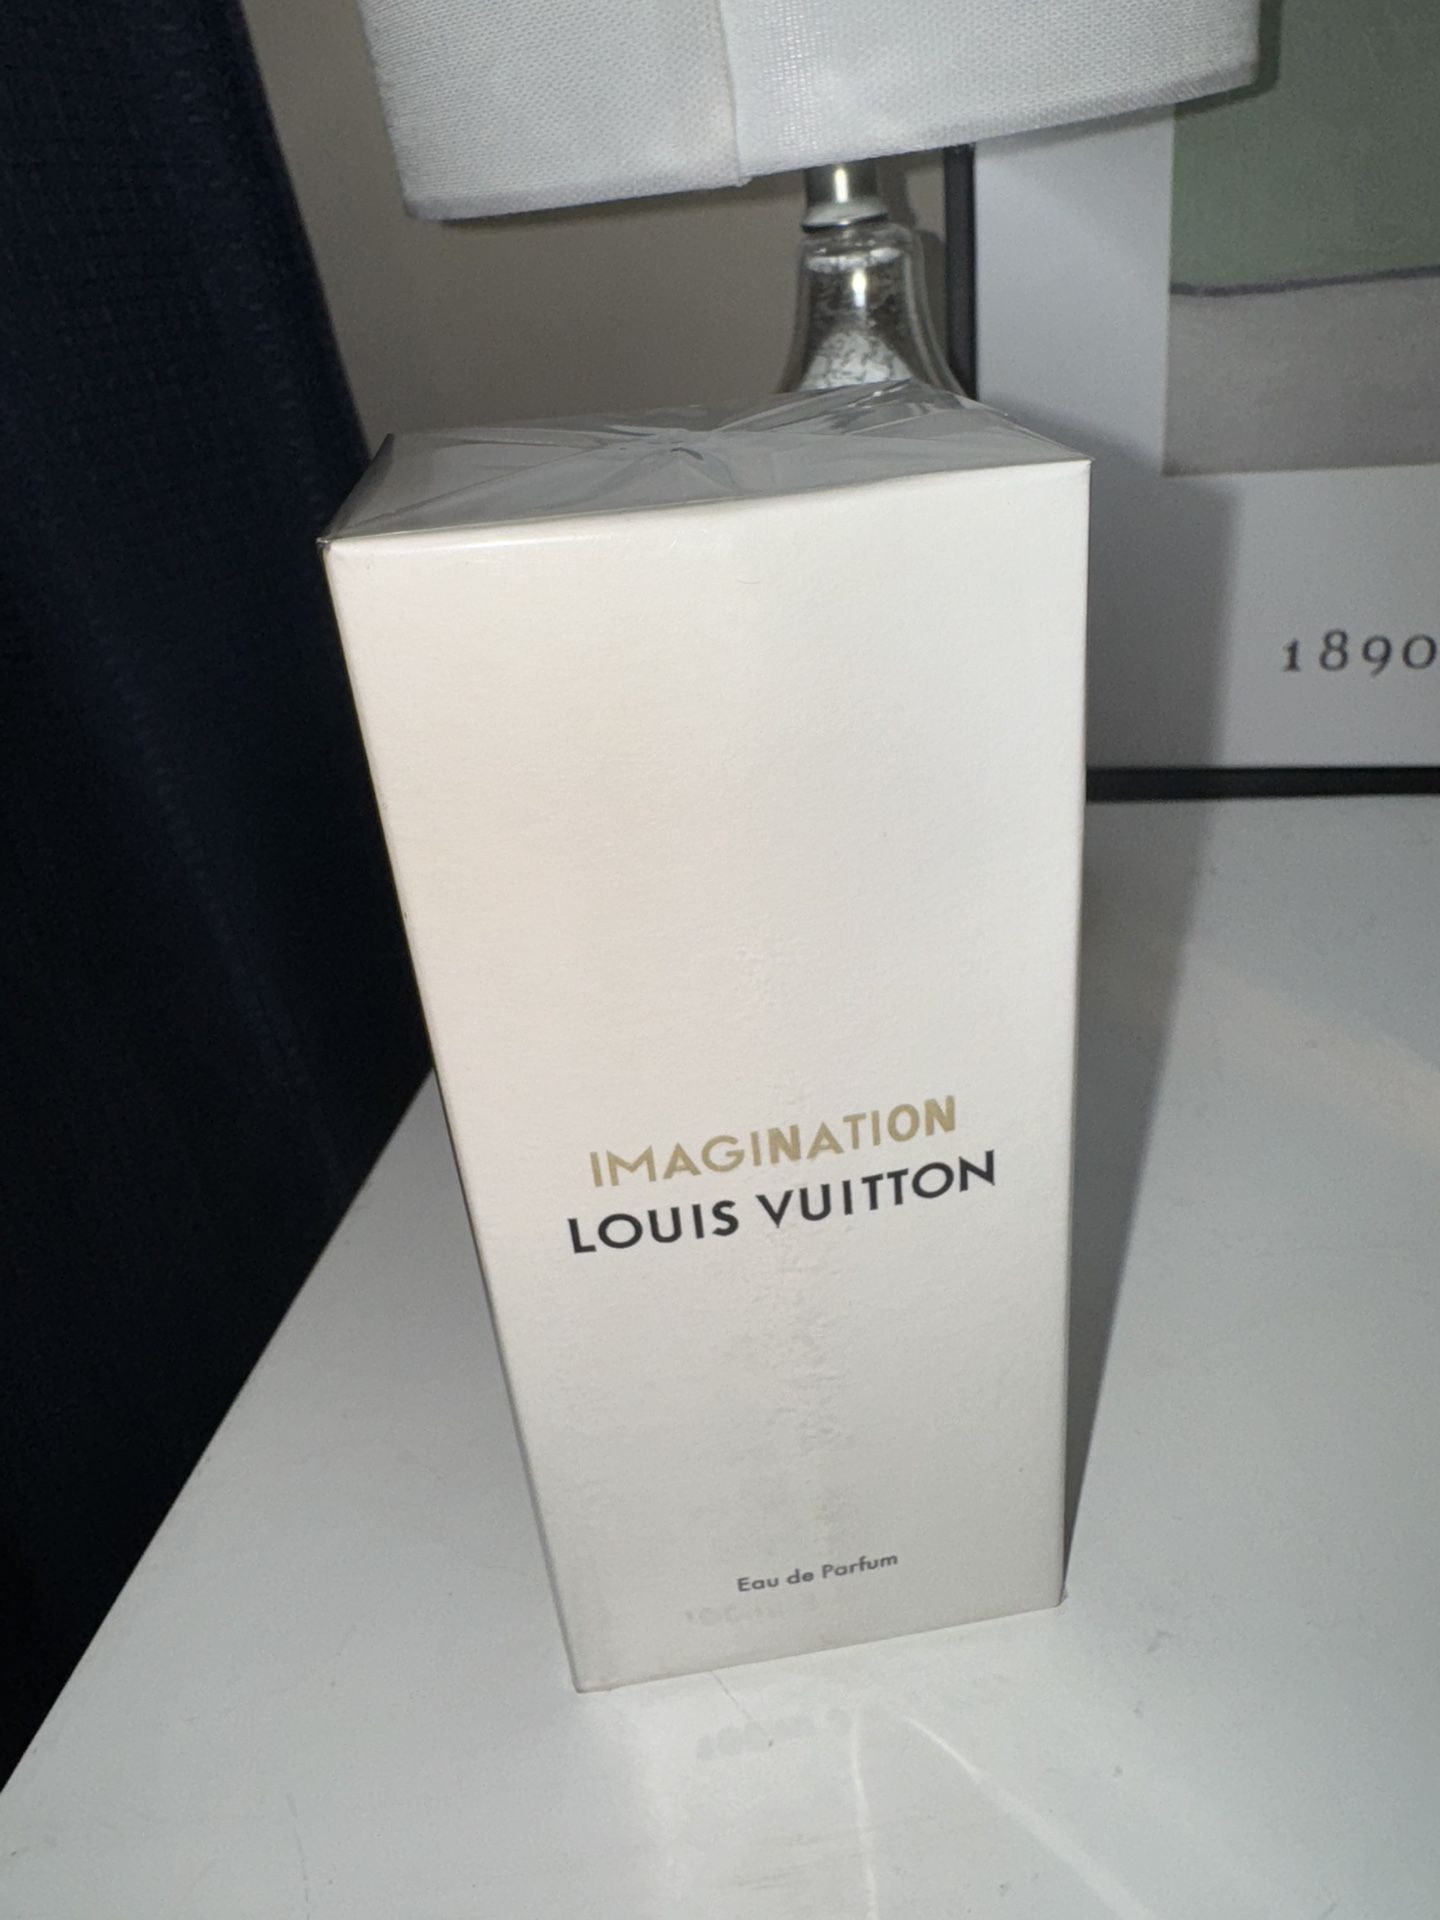 1890
IMAGINATION
LOUIS VUITTON
Eau de Parfum